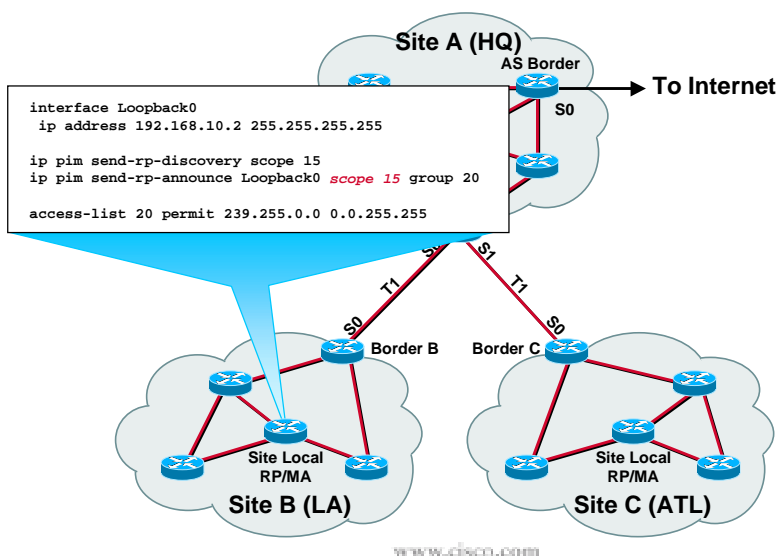 Site A (HQ)
AS Border
To Internet
S0
interface Loopback0
ip address 192.168.10.2 255.255.255.255
ip pim send-rp-discovery scope 15
ip pim send-rp-announce Loopback0 scope 15 group 20
access-list 20 permit 239.255.0.0 0.0.255.255
S1
T1
T1
S0
S0
Border B
Border C
Site Local
RP/MA
Site Local
RP/MA
Site B (LA)
Site C (ATL)
www.cisco.com